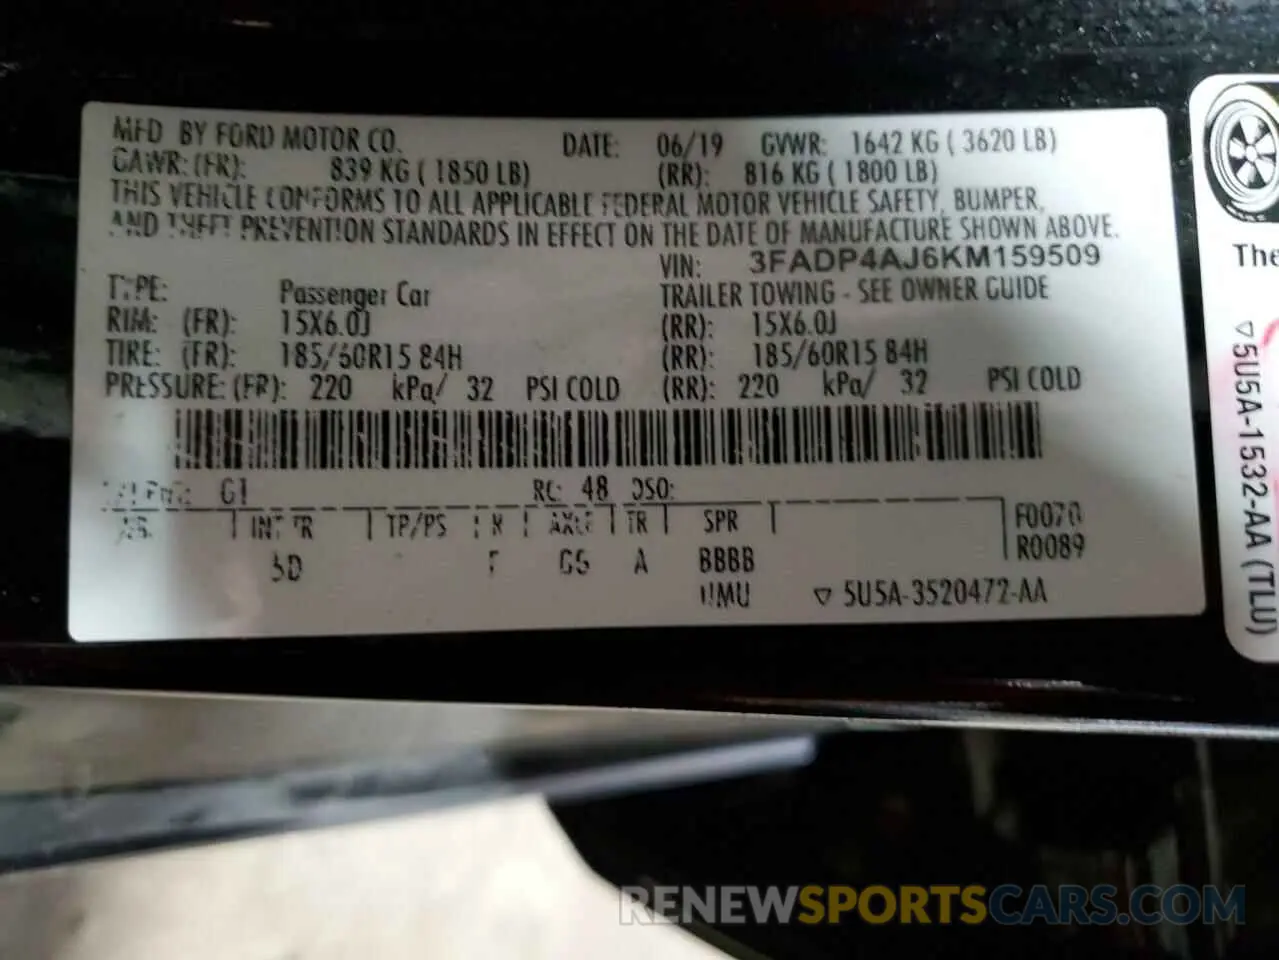 MFD BY FORD MOTOR CO. DATE: 06/19 GVWR: 1642 KG ( 3620 LB)
GAWR: (FR): 839 KG ( 1850 LB) (RR): 816 KG ( 1800 LB)
THIS VEHICLE CONFORMS TO ALL APPLICABLE FEDERAL MOTOR VEHICLE SAFETY, BUMPER,
AND THEFT PREVENTION STANDARDS IN EFFECT ON THE DATE OF MANUFACTURE SHOWN ABOVE.
VIN: 3FADP4AJ6KM159509
TYPE: Passenger Car TRAILER TOWING - SEE OWNER GUIDE
RIM: (FR): 15X6.0J (RR): 15X6.0J
TIRE: (FR): 185/60R15 84H (RR): 185/60R15 84H
PRESSURE: (FR): 220 kPa/ 32 PSI COLD (RR): 220 kPa/ 32 PSI COLD
G1 RC: 48 DSO:
INT TR TP/PS R AXLE TR SPR F0070
5D F G5 A BBBB R0089
UMU ▽ 5U5A-3520472-AA
The
▽5U5A-1532-AA (TLU)
RENEWSPORTSCARS.COM